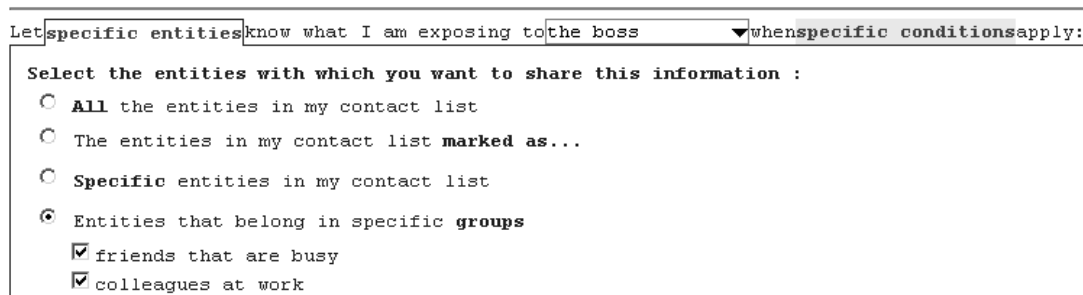 Let specific entities know what I am exposing to the boss when specific conditions apply:
Select the entities with which you want to share this information :
All the entities in my contact list
The entities in my contact list marked as...
Specific entities in my contact list
Entities that belong in specific groups
friends that are busy
colleagues at work